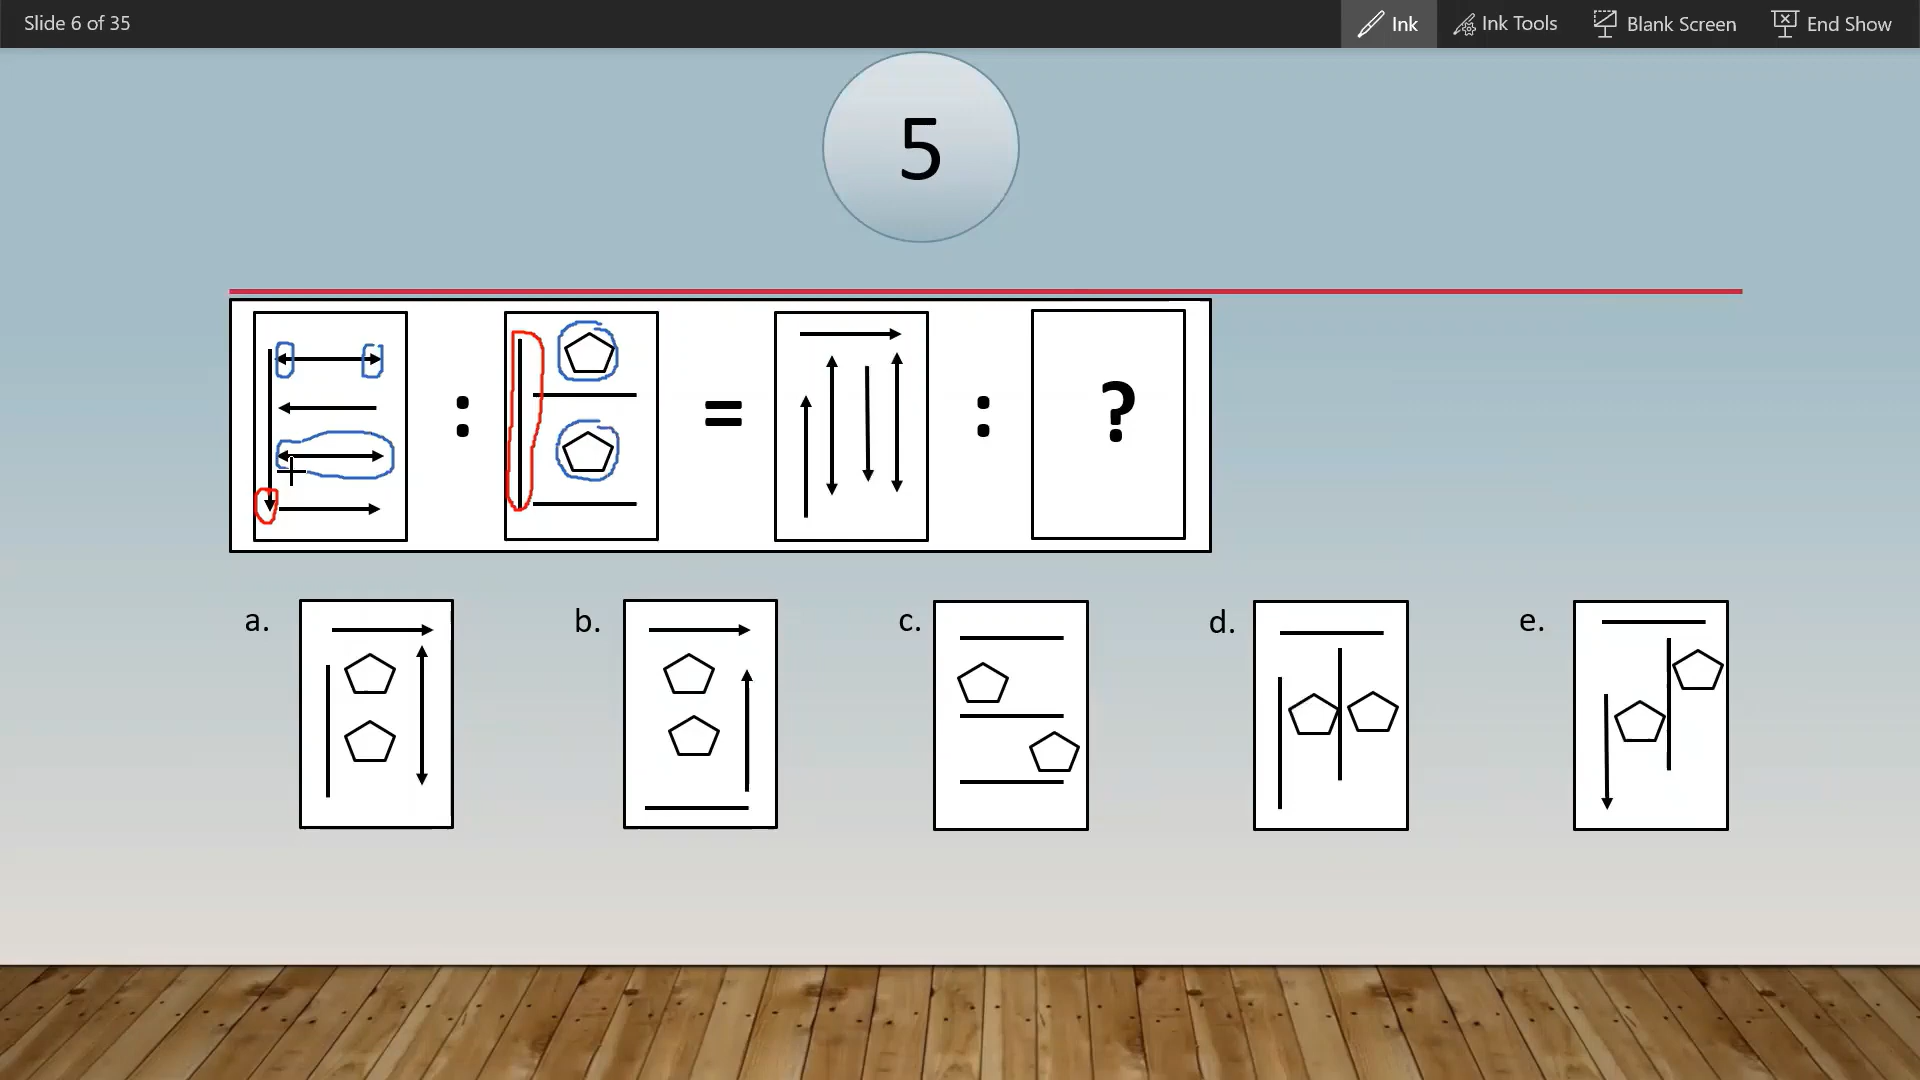 Slide 6 of 35
Ink
Ink Tools
Blank Screen
End Show
5
: = : ?
a.
b.
c.
d.
e.